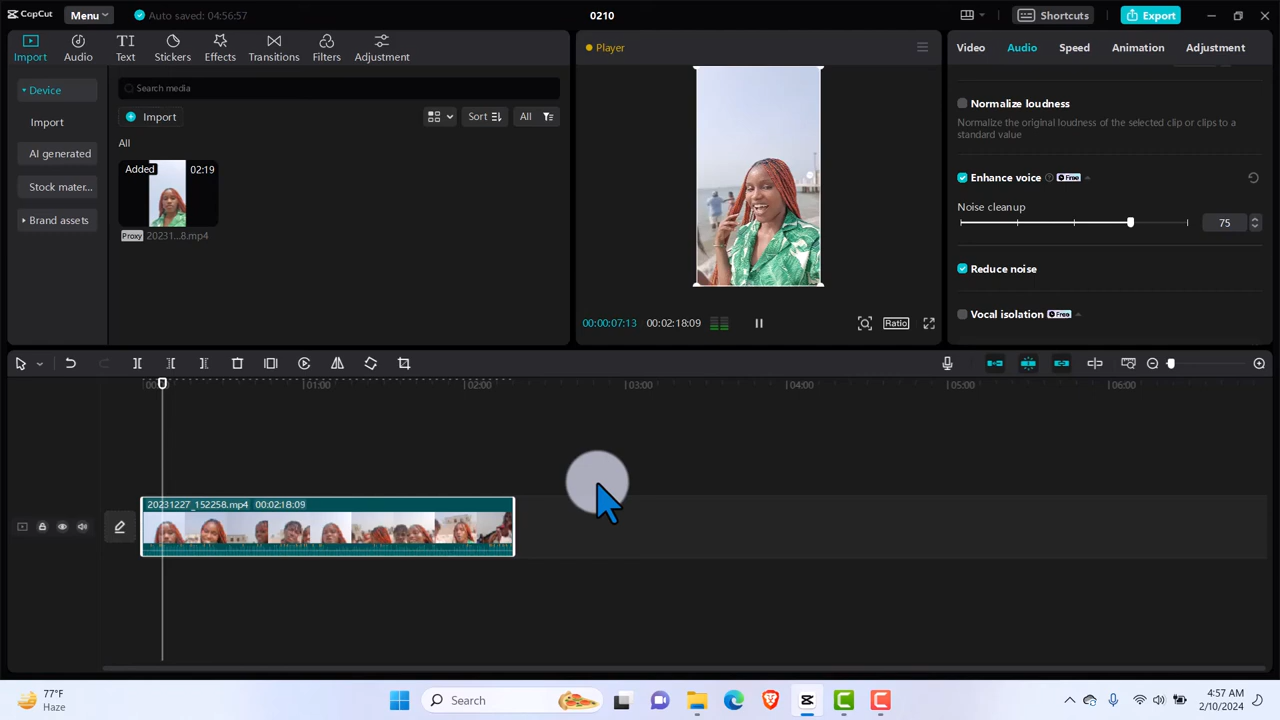 CapCut
Menu
Auto saved: 04:56:57
0210
Shortcuts
Export
Import
Audio
Text
Stickers
Effects
Transitions
Filters
Adjustment
Device
Import
AI generated
Stock mater...
Brand assets
Search media
Import
Sort
All
All
Added
02:19
Proxy
20231...8.mp4
Player
00:00:07:13
00:02:18:09
Ratio
Video
Audio
Speed
Animation
Adjustment
Normalize loudness
Normalize the original loudness of the selected clip or clips to a
standard value
Enhance voice
Free
Noise cleanup
75
Reduce noise
Vocal isolation
Free
01:00
02:00
03:00
04:00
05:00
06:00
20231227_152258.mp4 00:02:18:09
77°F
Haze
Search
4:57 AM
2/10/2024